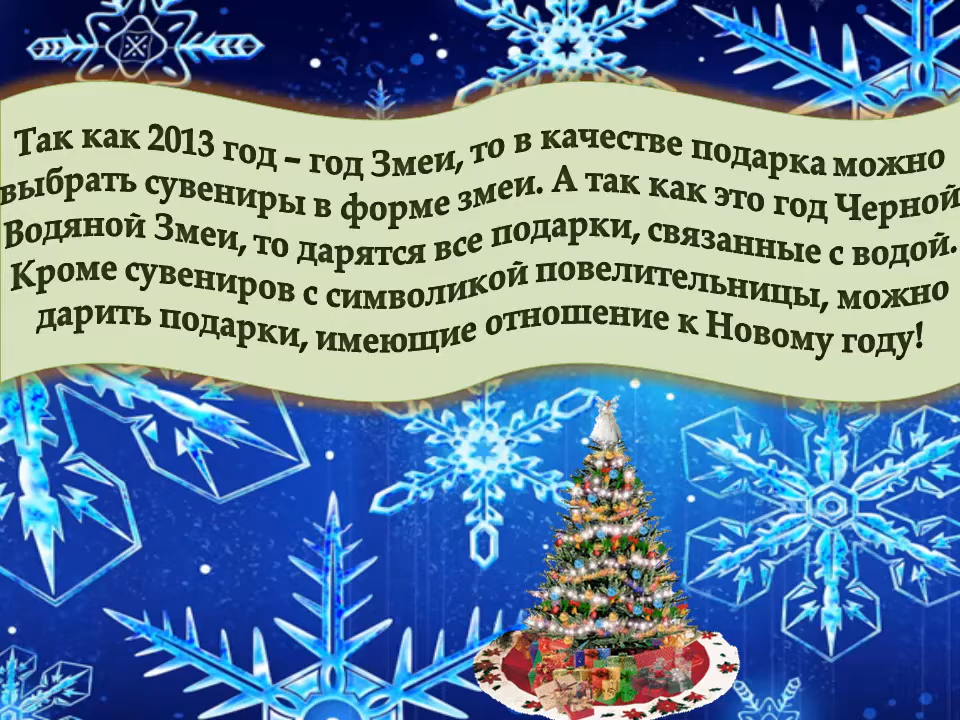 Так как 2013 год – год Змеи, то в качестве подарка можно
выбрать сувениры в форме змеи. А так как это год Черной
Водяной Змеи, то дарятся все подарки, связанные с водой.
Кроме сувениров с символикой повелительницы, можно
дарить подарки, имеющие отношение к Новому году!